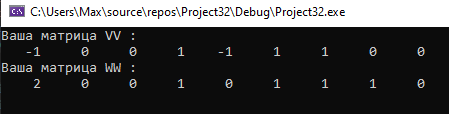 C:\Users\Max\source\repos\Project32\Debug\Project32.exe
Ваша матрица VV :
-1 0 0 1 -1 1 1 0 0
Ваша матрица WW :
2 0 0 1 0 1 1 1 0